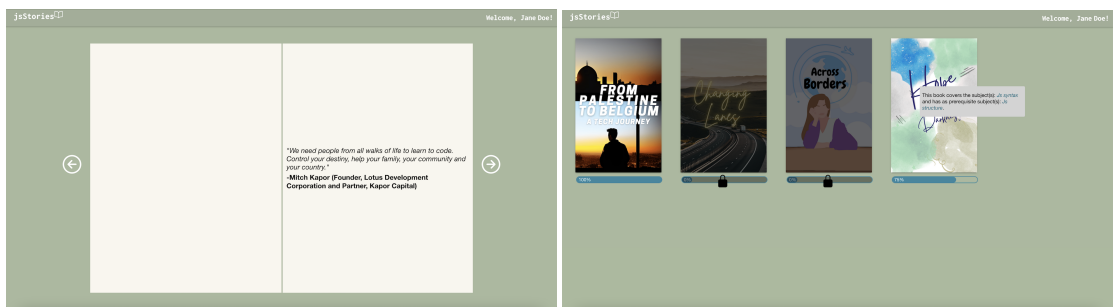 jsStories
Welcome, Jane Doe!
"We need people from all walks of life to learn to code.
Control your destiny, help your family, your community and
your country."
-Mitch Kapor (Founder, Lotus Development
Corporation and Partner, Kapor Capital)
jsStories
Welcome, Jane Doe!
FROM
PALESTINE
TO BELGIUM
A TECH JOURNEY
100%
Changing
Lanes
Across
Borders
This book covers the subject(s): Js syntax
and has as prerequisite subject(s): Js
structure.
75%